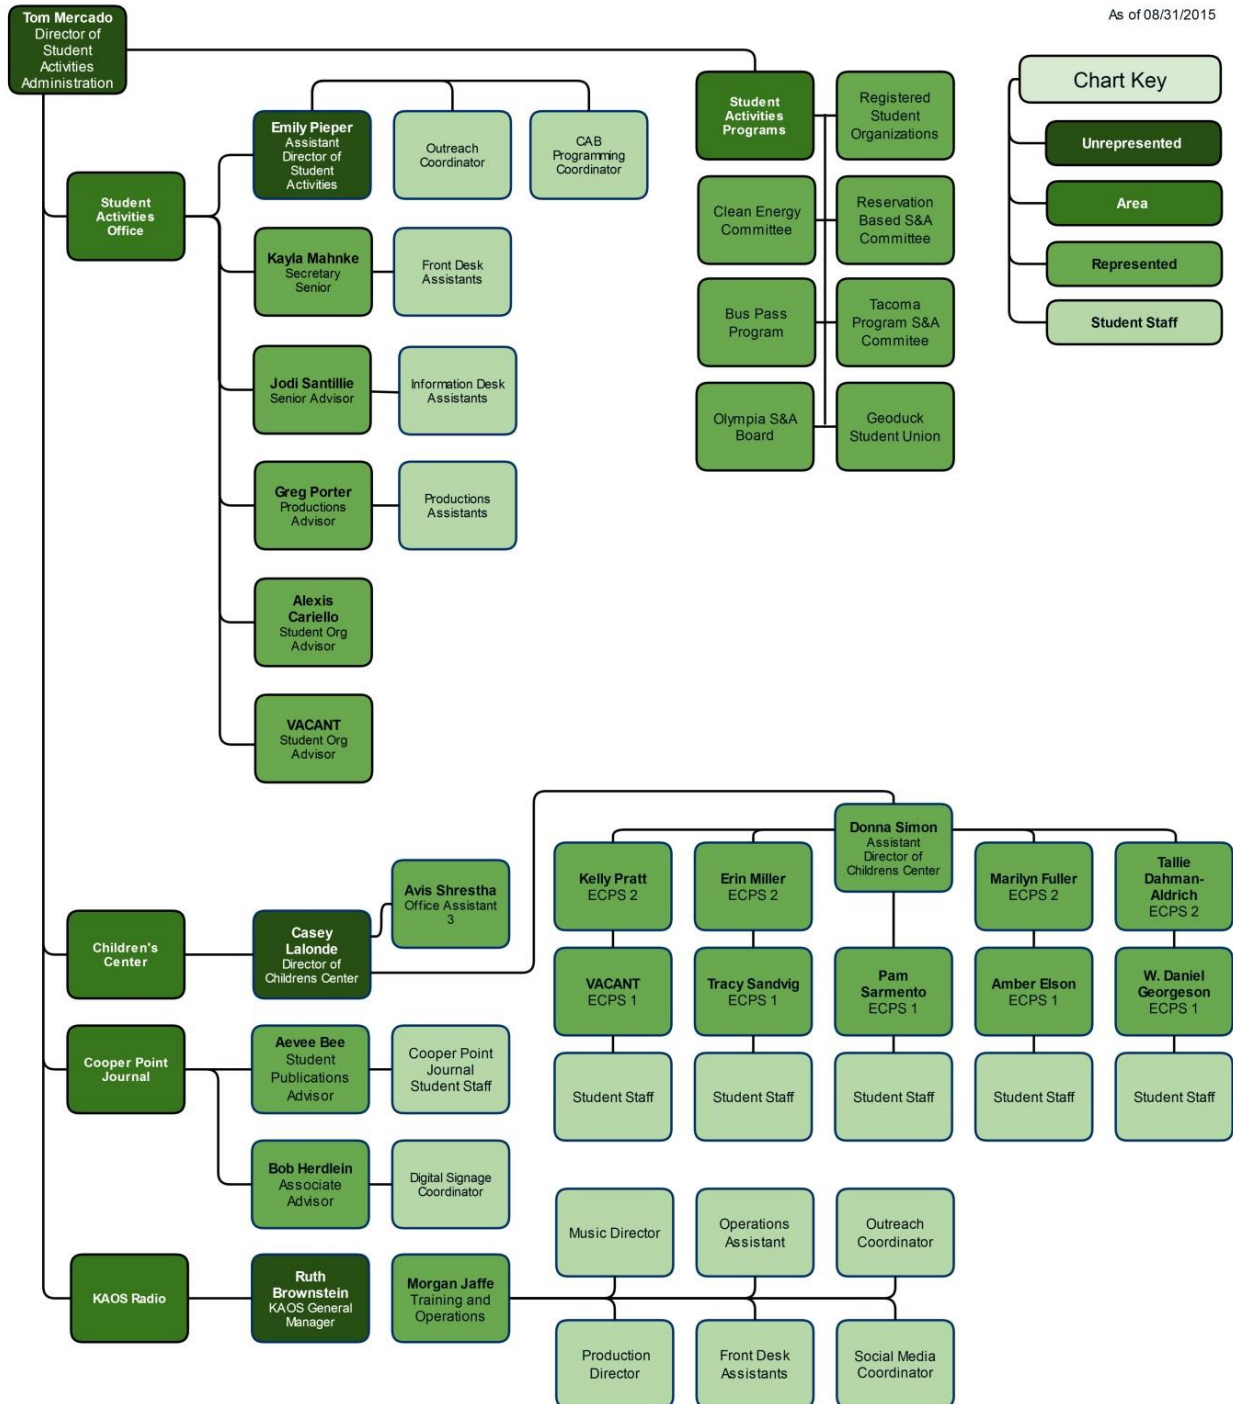 Tom Mercado
Director of
Student
Activities
Administration
As of 08/31/2015
Chart Key
Unrepresented
Area
Represented
Student Staff
Student
Activities
Programs
Registered
Student
Organizations
Clean Energy
Committee
Reservation
Based S&A
Committee
Bus Pass
Program
Tacoma
Program S&A
Commitee
Olympia S&A
Board
Geoduck
Student Union
Student
Activities
Office
Emily Pieper
Assistant
Director of
Student
Activities
Outreach
Coordinator
CAB
Programming
Coordinator
Kayla Mahnke
Secretary
Senior
Front Desk
Assistants
Jodi Santillie
Senior Advisor
Information Desk
Assistants
Greg Porter
Productions
Advisor
Productions
Assistants
Alexis
Cariello
Student Org
Advisor
VACANT
Student Org
Advisor
Children's
Center
Casey
Lalonde
Director of
Childrens Center
Avis Shrestha
Office Assistant
3
Donna Simon
Assistant
Director of
Childrens Center
Kelly Pratt
ECPS 2
Erin Miller
ECPS 2
Marilyn Fuller
ECPS 2
Tallie
Dahman-
Aldrich
ECPS 2
VACANT
ECPS 1
Tracy Sandvig
ECPS 1
Pam
Sarmento
ECPS 1
Amber Elson
ECPS 1
W. Daniel
Georgeson
ECPS 1
Student Staff
Student Staff
Student Staff
Student Staff
Student Staff
Cooper Point
Journal
Aevee Bee
Student
Publications
Advisor
Cooper Point
Journal
Student Staff
Bob Herdlein
Associate
Advisor
Digital Signage
Coordinator
KAOS Radio
Ruth
Brownstein
KAOS General
Manager
Morgan Jaffe
Training and
Operations
Music Director
Operations
Assistant
Outreach
Coordinator
Production
Director
Front Desk
Assistants
Social Media
Coordinator